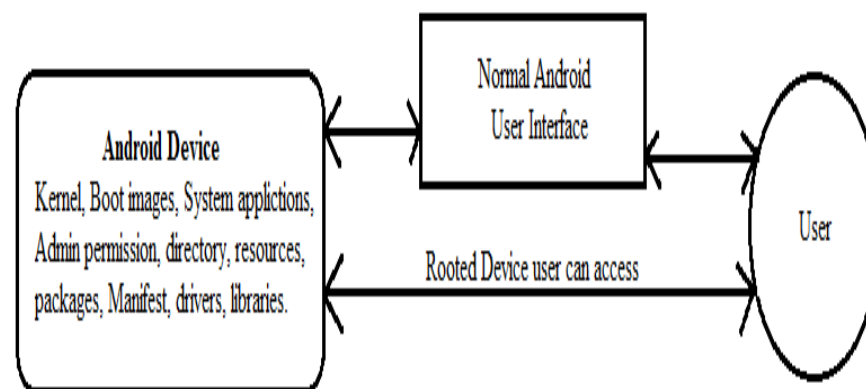 Android Device
Kernel, Boot images, System applictions,
Admin permission, directory, resources,
packages, Manifest, drivers, libraries.
Normal Android
User Interface
Rooted Device user can access
User